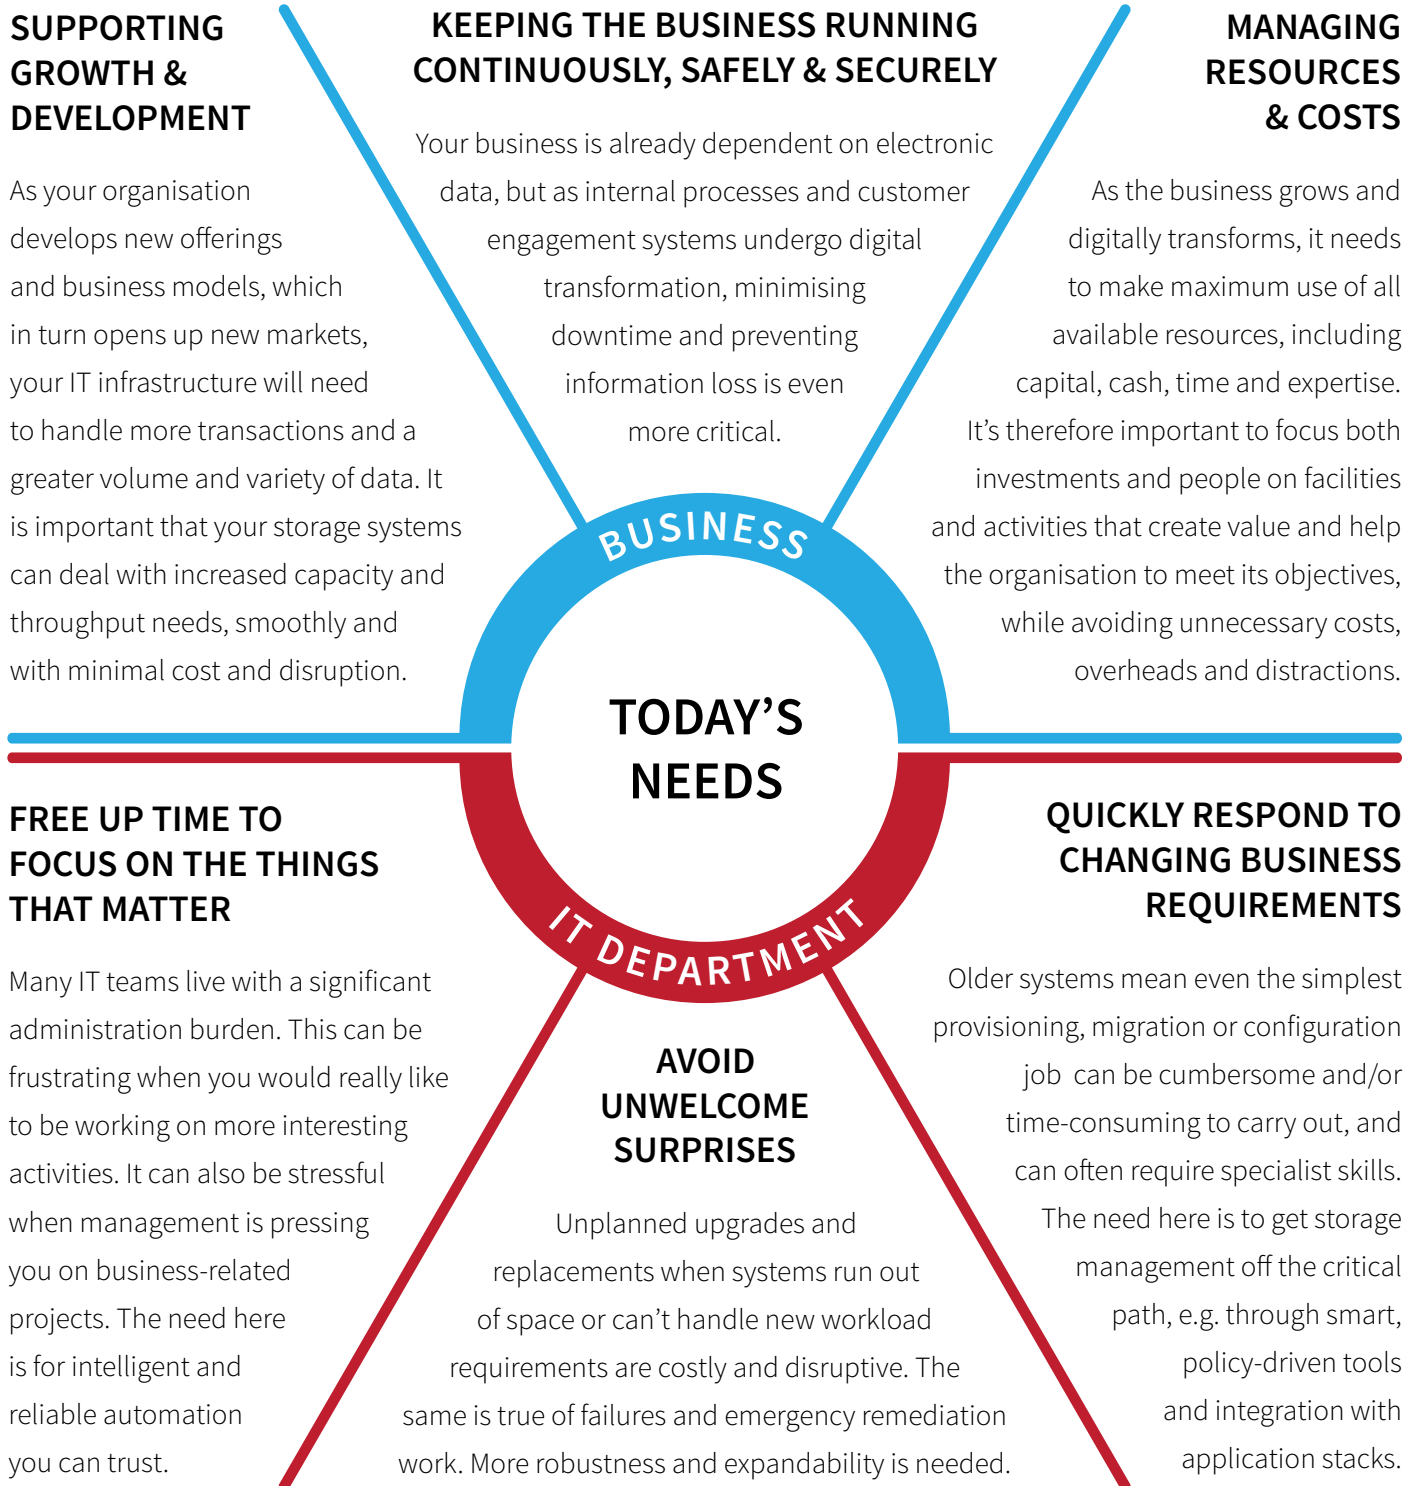 SUPPORTING
GROWTH &
DEVELOPMENT
As your organisation
develops new offerings
and business models, which
in turn opens up new markets,
your IT infrastructure will need
to handle more transactions and a
greater volume and variety of data. It
is important that your storage systems
can deal with increased capacity and
throughput needs, smoothly and
with minimal cost and disruption.
KEEPING THE BUSINESS RUNNING
CONTINUOUSLY, SAFELY & SECURELY
Your business is already dependent on electronic
data, but as internal processes and customer
engagement systems undergo digital
transformation, minimising
downtime and preventing
information loss is even
more critical.
MANAGING
RESOURCES
& COSTS
As the business grows and
digitally transforms, it needs
to make maximum use of all
available resources, including
capital, cash, time and expertise.
It’s therefore important to focus both
investments and people on facilities
and activities that create value and help
the organisation to meet its objectives,
while avoiding unnecessary costs,
overheads and distractions.
BUSINESS
TODAY’S
NEEDS
IT DEPARTMENT
FREE UP TIME TO
FOCUS ON THE THINGS
THAT MATTER
Many IT teams live with a significant
administration burden. This can be
frustrating when you would really like
to be working on more interesting
activities. It can also be stressful
when management is pressing
you on business-related
projects. The need here
is for intelligent and
reliable automation
you can trust.
AVOID
UNWELCOME
SURPRISES
Unplanned upgrades and
replacements when systems run out
of space or can’t handle new workload
requirements are costly and disruptive. The
same is true of failures and emergency remediation
work. More robustness and expandability is needed.
QUICKLY RESPOND TO
CHANGING BUSINESS
REQUIREMENTS
Older systems mean even the simplest
provisioning, migration or configuration
job can be cumbersome and/or
time-consuming to carry out, and
can often require specialist skills.
The need here is to get storage
management off the critical
path, e.g. through smart,
policy-driven tools
and integration with
application stacks.